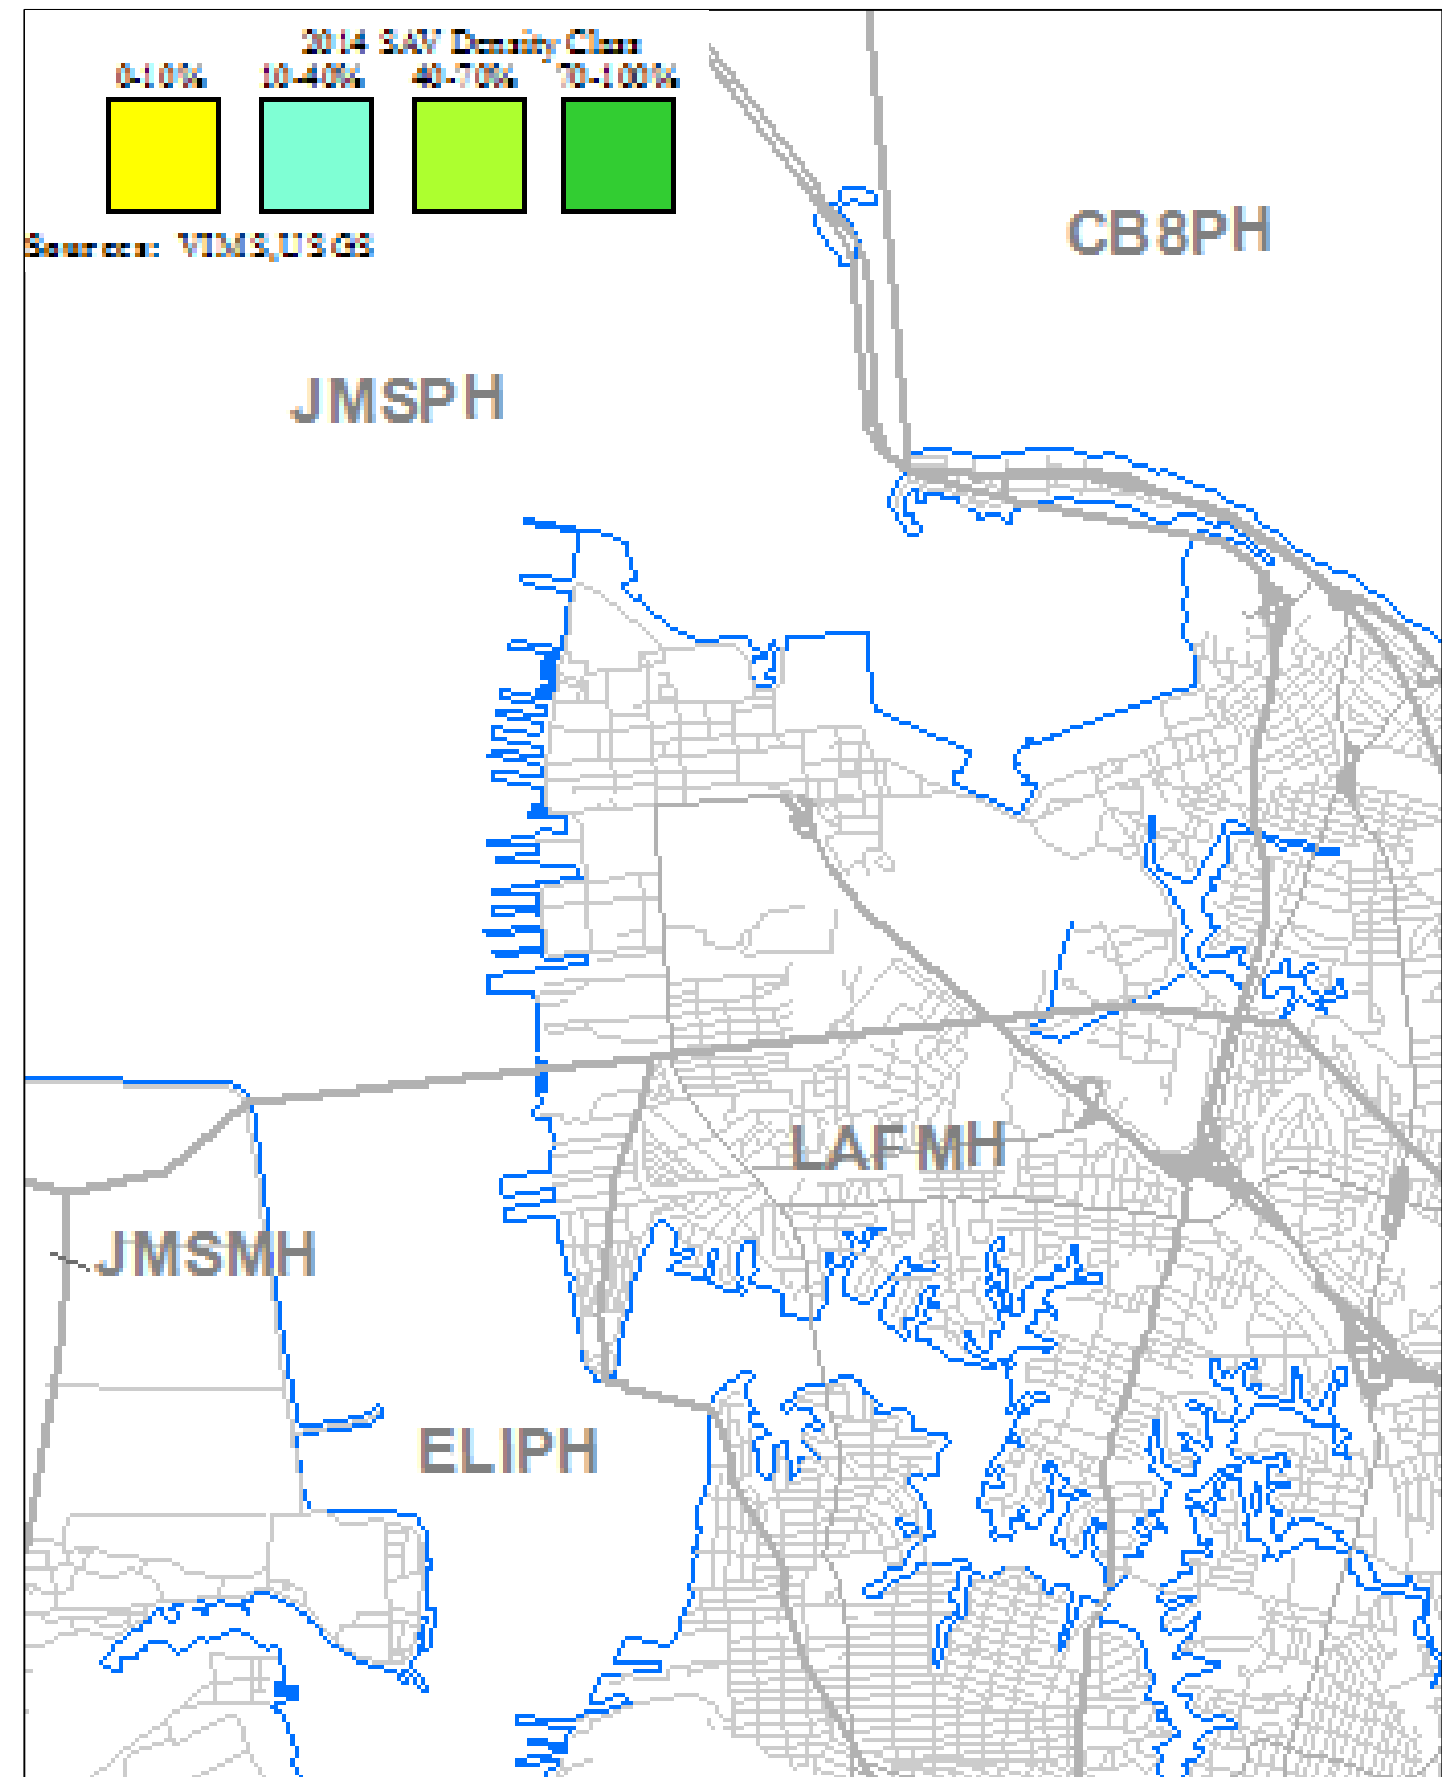 2014 SAV Density Class
0-10% 10-40% 40-70% 70-100%
Sources: VIMS,USGS
CB8PH
JMSPH
LAFMH
JMSMH
ELIPH